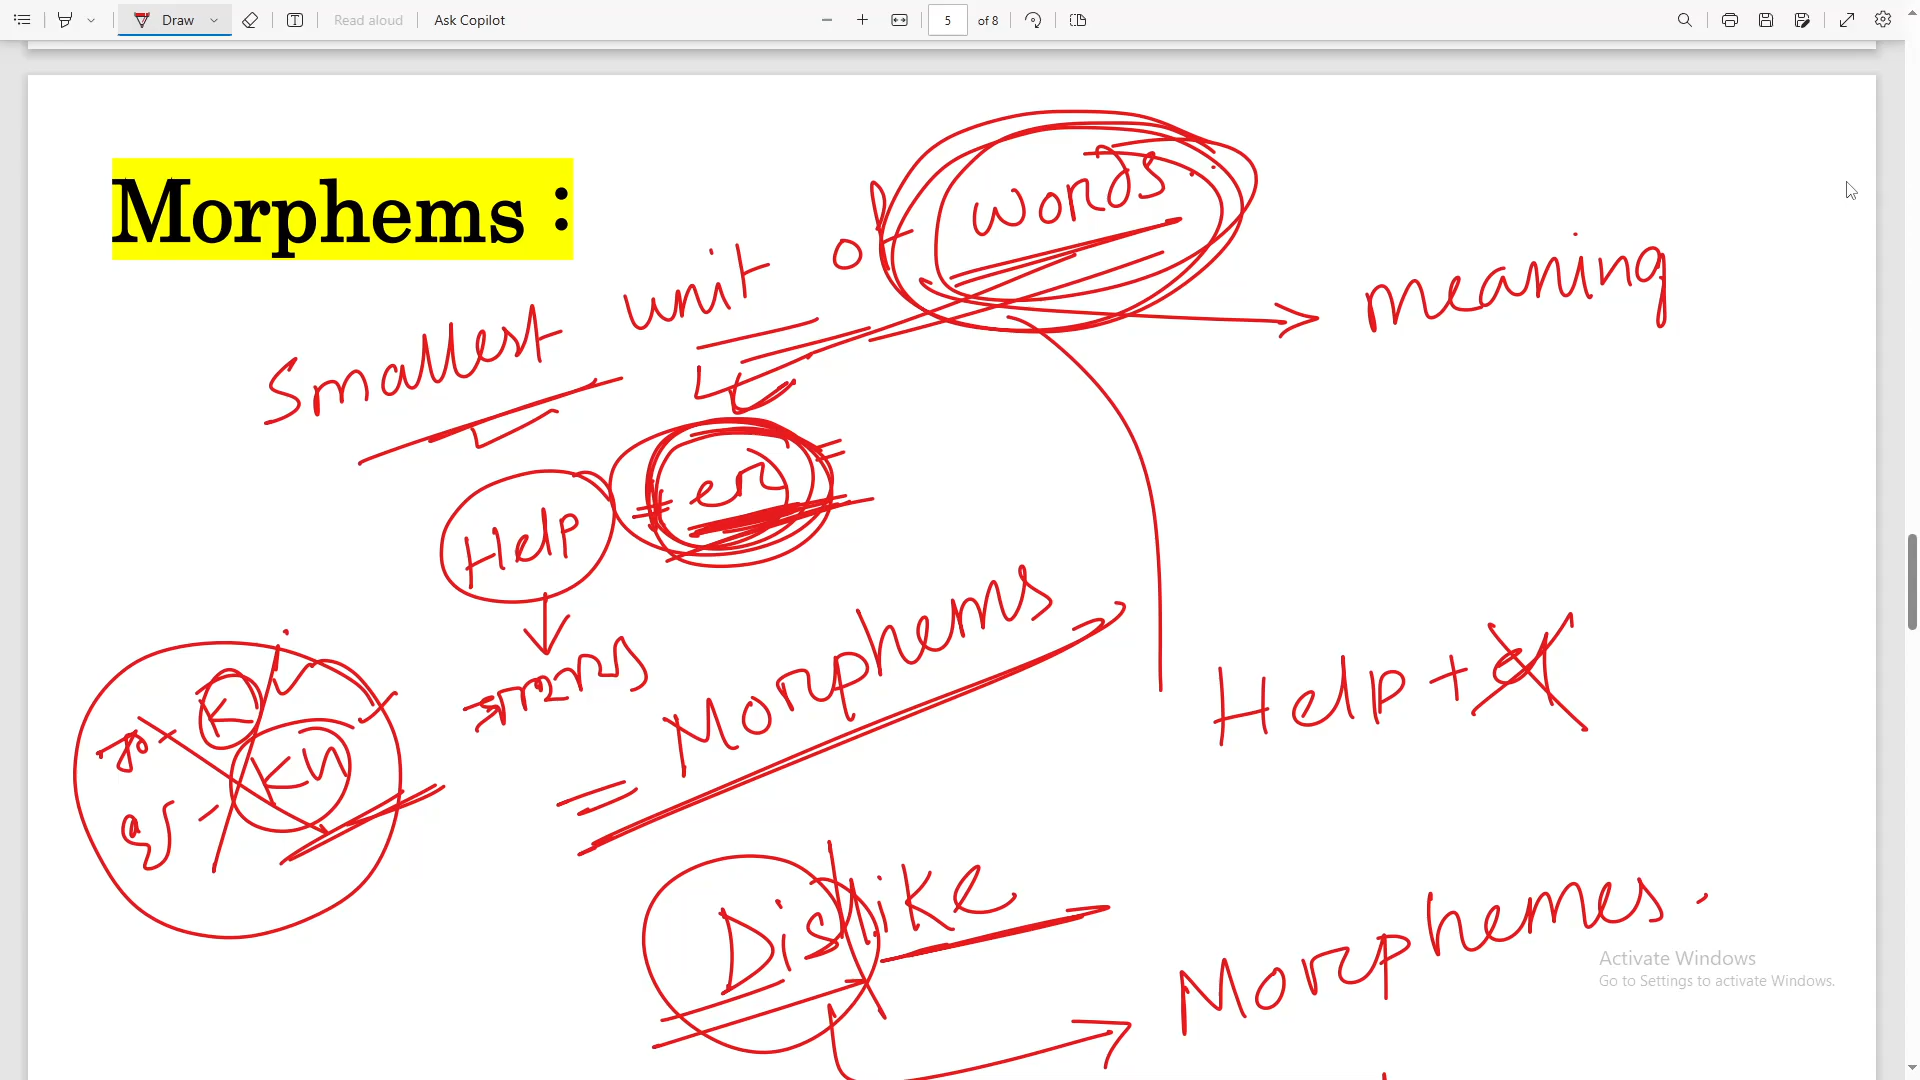 Draw
Read aloud
Ask Copilot
5 of 8
Morphems :
Smallest unit of words
meaning
Help er
Morphems
K
Kh
Help +
Dislike
Morphemes.
Activate Windows
Go to Settings to activate Windows.